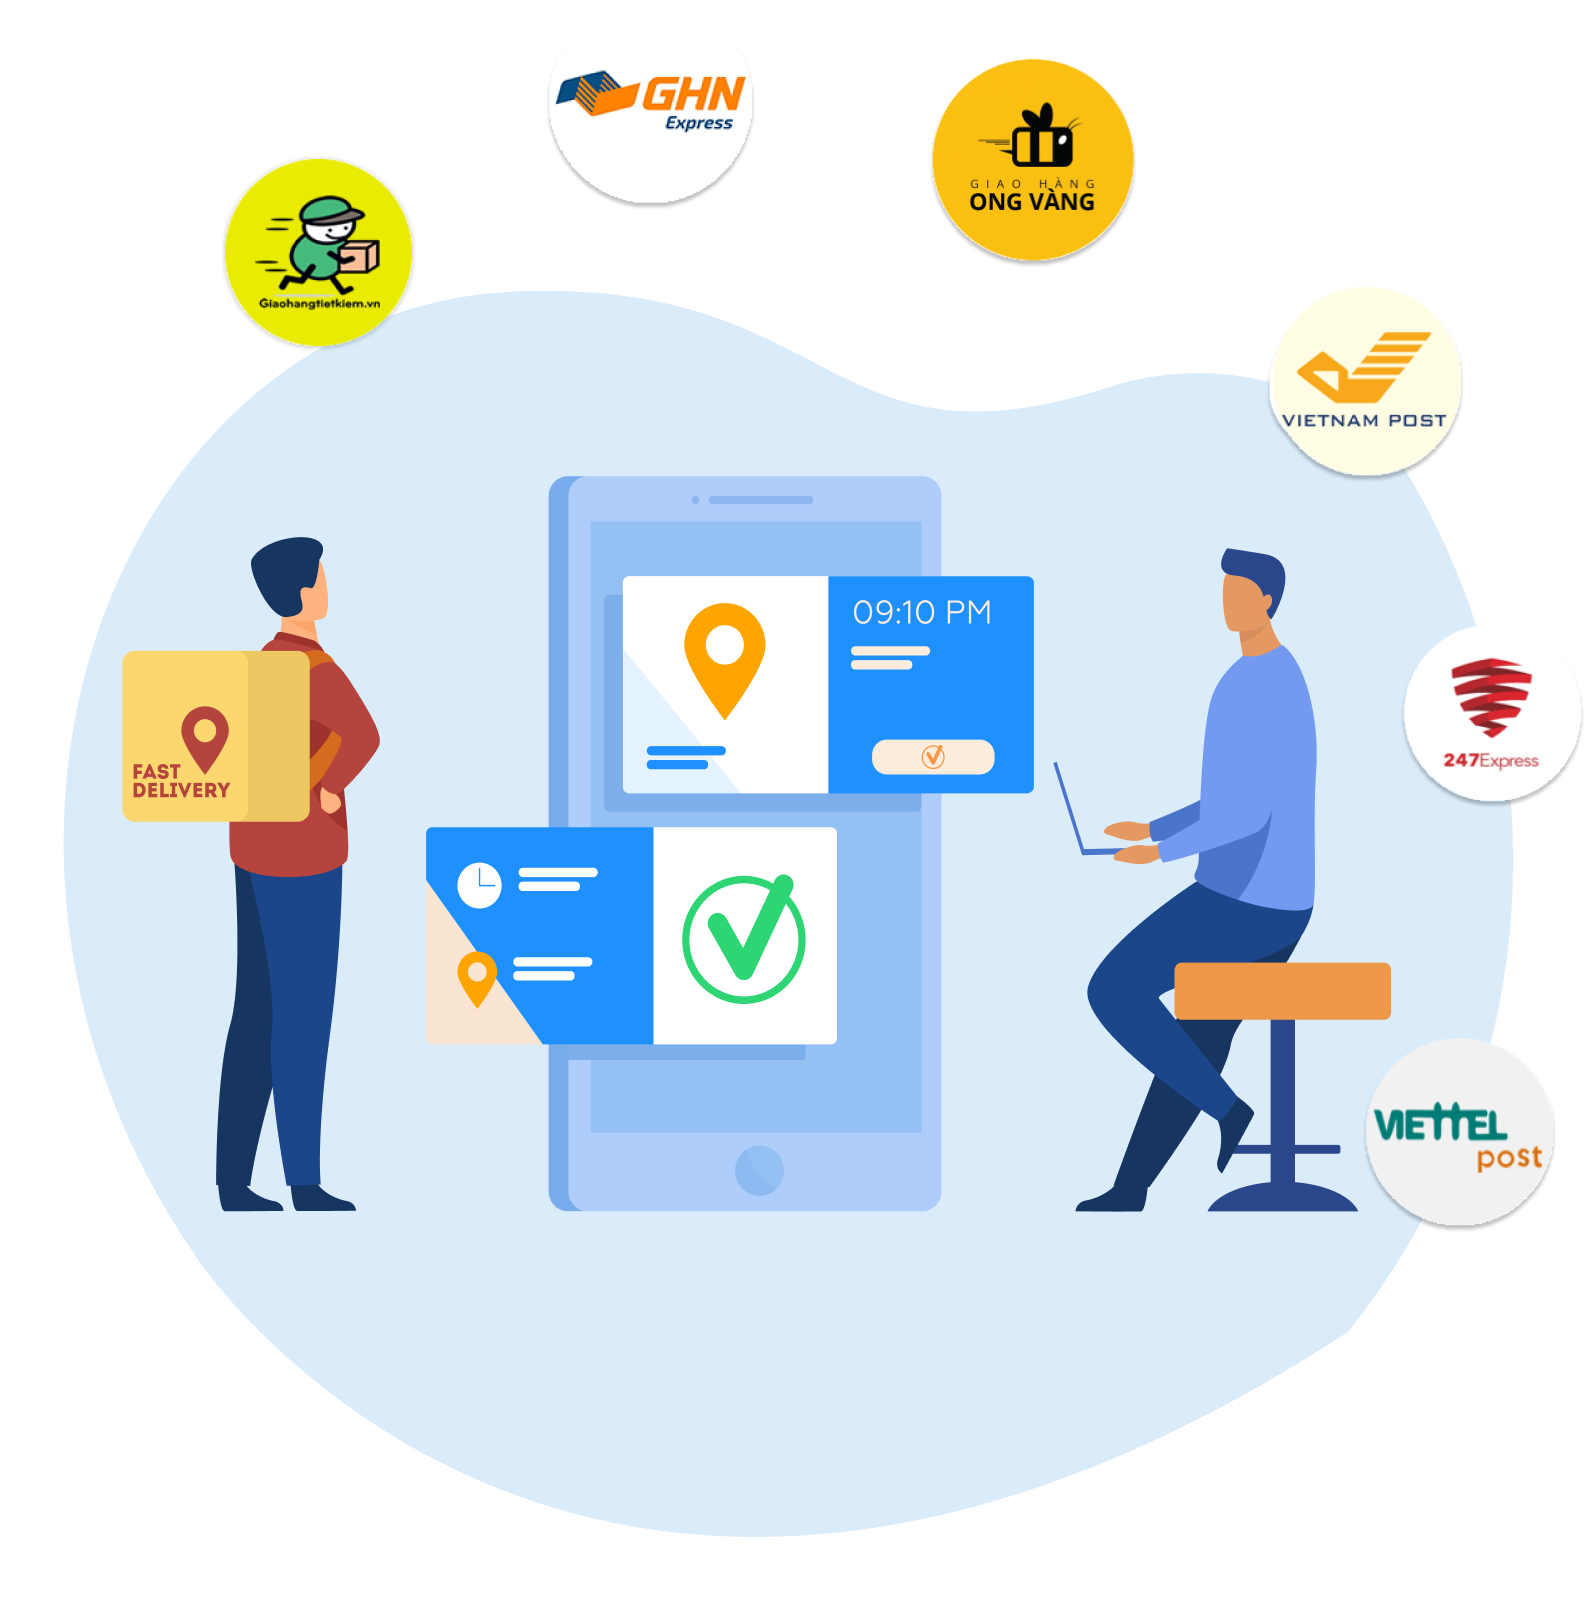 GHN
Express
GIAO HÀNG
ONG VÀNG
Giaohangtietkiem.vn
VIETNAM POST
09:10 PM
247Express
FAST
DELIVERY
VIETTEL
post